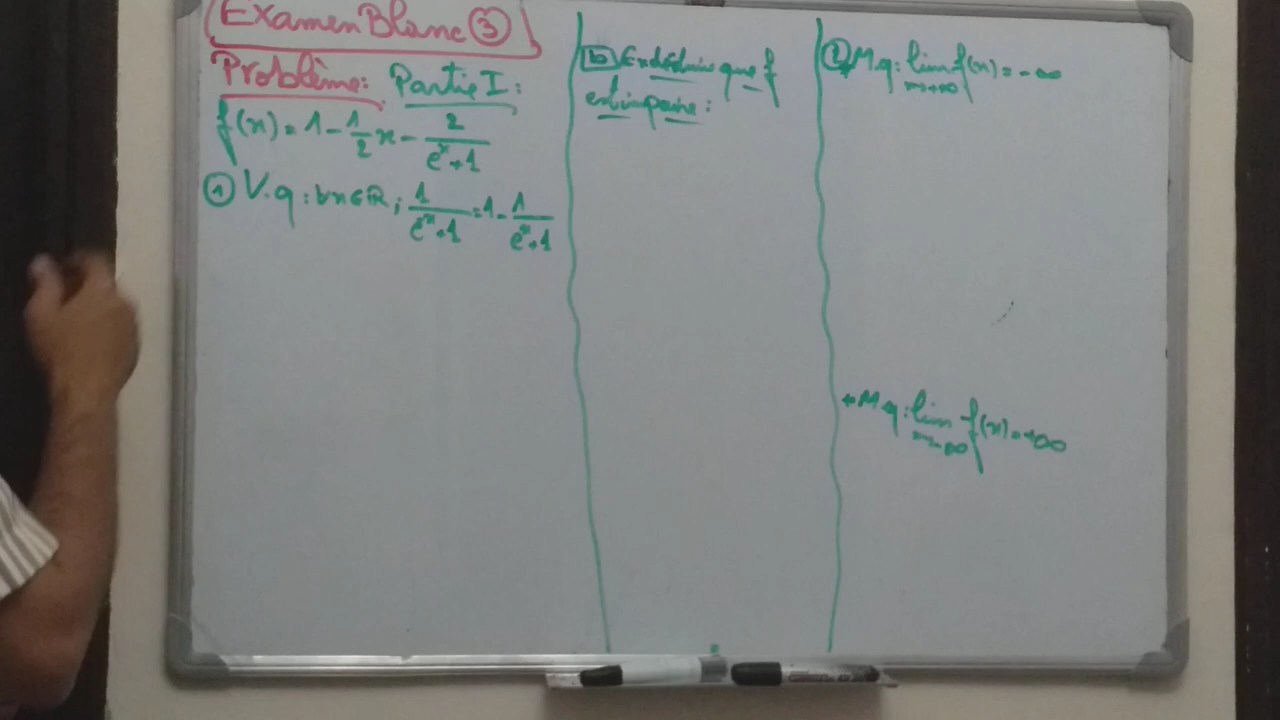 Examen Blanc ③
Problème: Partie I:
f(x) = 1 - 1/2 x - 2/(e^x + 1)
① V.q: ∀x∈ℝ; 1/(e^x + 1) = 1 - 1/(e^x + 1)
b) En déduire que f
est impaire:
② M.q: lim f(x) = -∞
x→+∞
+ M.q: lim f(x) = +∞
x→-∞